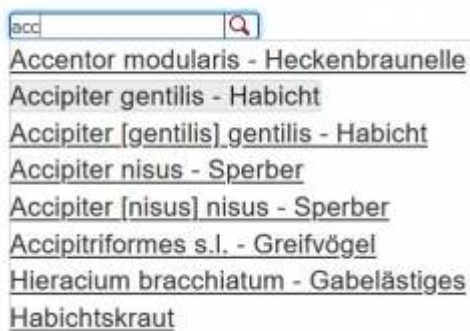 acc
Accentor modularis - Heckenbraunelle
Accipiter gentilis - Habicht
Accipiter [gentilis] gentilis - Habicht
Accipiter nisus - Sperber
Accipiter [nisus] nisus - Sperber
Accipitriformes s.l. - Greifvögel
Hieracium bracchiatum - Gabelästiges
Habichtskraut